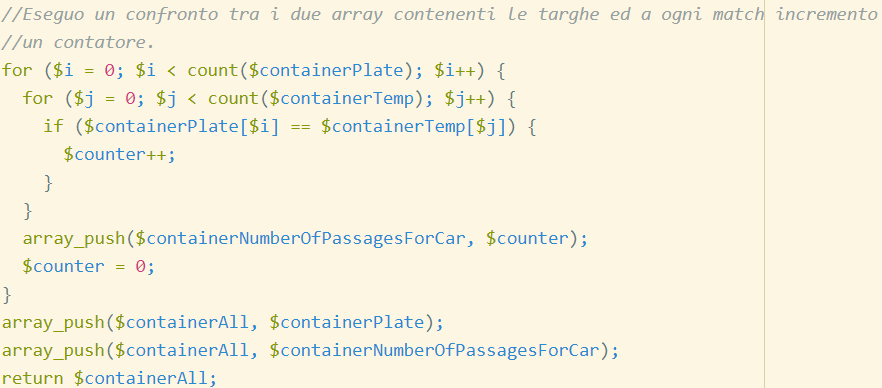 //Eseguo un confronto tra i due array contenenti le targhe ed a ogni match incremento
//un contatore.
for ($i = 0; $i < count($containerPlate); $i++) {
  for ($j = 0; $j < count($containerTemp); $j++) {
    if ($containerPlate[$i] == $containerTemp[$j]) {
      $counter++;
    }
  }
  array_push($containerNumberOfPassagesForCar, $counter);
  $counter = 0;
}
array_push($containerAll, $containerPlate);
array_push($containerAll, $containerNumberOfPassagesForCar);
return $containerAll;